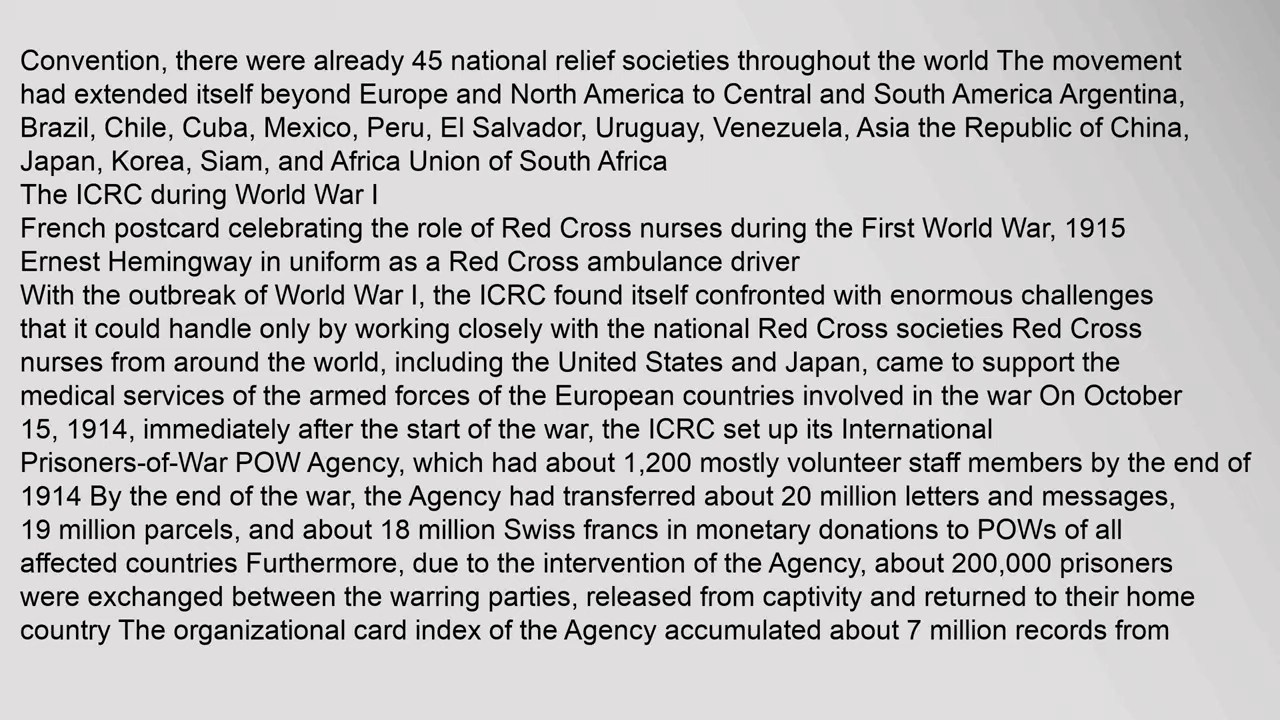 Convention, there were already 45 national relief societies throughout the world The movement
had extended itself beyond Europe and North America to Central and South America Argentina,
Brazil, Chile, Cuba, Mexico, Peru, El Salvador, Uruguay, Venezuela, Asia the Republic of China,
Japan, Korea, Siam, and Africa Union of South Africa
The ICRC during World War I
French postcard celebrating the role of Red Cross nurses during the First World War, 1915
Ernest Hemingway in uniform as a Red Cross ambulance driver
With the outbreak of World War I, the ICRC found itself confronted with enormous challenges
that it could handle only by working closely with the national Red Cross societies Red Cross
nurses from around the world, including the United States and Japan, came to support the
medical services of the armed forces of the European countries involved in the war On October
15, 1914, immediately after the start of the war, the ICRC set up its International
Prisoners-of-War POW Agency, which had about 1,200 mostly volunteer staff members by the end of
1914 By the end of the war, the Agency had transferred about 20 million letters and messages,
19 million parcels, and about 18 million Swiss francs in monetary donations to POWs of all
affected countries Furthermore, due to the intervention of the Agency, about 200,000 prisoners
were exchanged between the warring parties, released from captivity and returned to their home
country The organizational card index of the Agency accumulated about 7 million records from